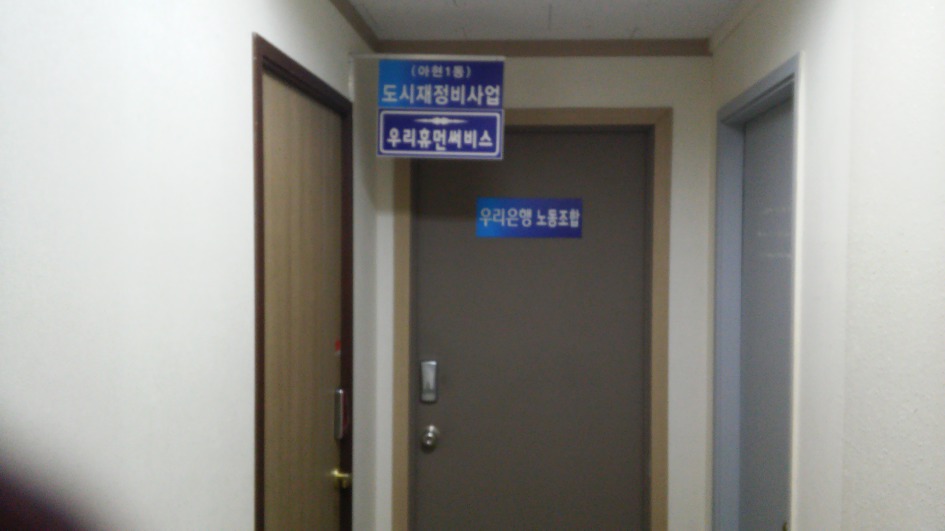 (아현1동)
도시재정비사업
우리휴먼써비스
우리은행 노동조합